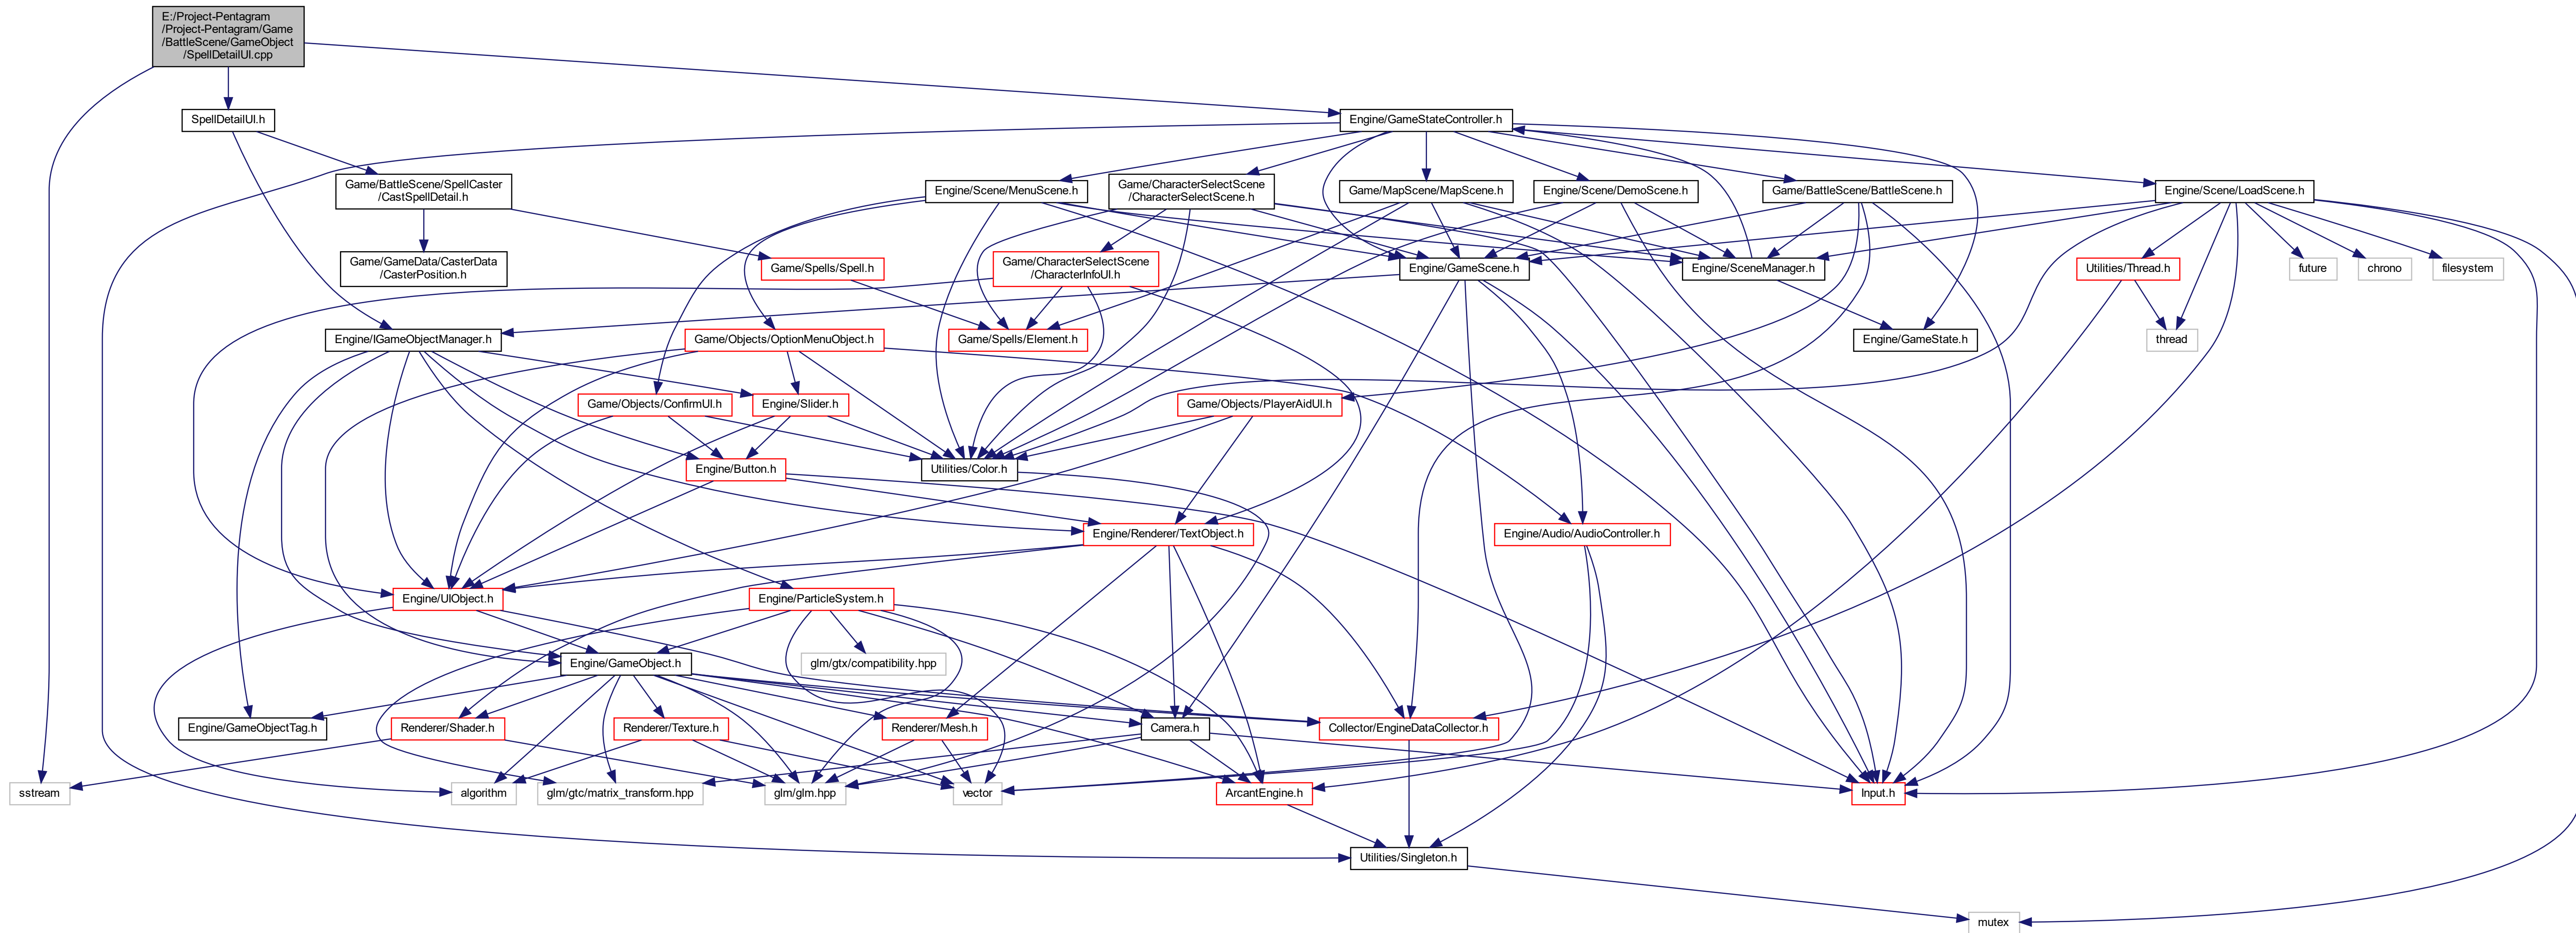 E:/Project-Pentagram
/Project-Pentagram/Game
/BattleScene/GameObject
/SpellDetailUI.cpp
SpellDetailUI.h
Engine/GameStateController.h
Game/BattleScene/SpellCaster
/CastSpellDetail.h
Engine/Scene/MenuScene.h
Game/CharacterSelectScene
/CharacterSelectScene.h
Game/MapScene/MapScene.h
Engine/Scene/DemoScene.h
Game/BattleScene/BattleScene.h
Engine/Scene/LoadScene.h
Game/GameData/CasterData
/CasterPosition.h
Game/Spells/Spell.h
Game/CharacterSelectScene
/CharacterInfoUI.h
Engine/GameScene.h
Engine/SceneManager.h
Utilities/Thread.h
future
chrono
filesystem
Engine/IGameObjectManager.h
Game/Objects/OptionMenuObject.h
Game/Spells/Element.h
Engine/GameState.h
thread
Game/Objects/ConfirmUI.h
Engine/Slider.h
Game/Objects/PlayerAidUI.h
Engine/Button.h
Utilities/Color.h
Engine/Renderer/TextObject.h
Engine/Audio/AudioController.h
Engine/UIObject.h
Engine/ParticleSystem.h
Engine/GameObject.h
glm/gtx/compatibility.hpp
Engine/GameObjectTag.h
Renderer/Shader.h
Renderer/Texture.h
Renderer/Mesh.h
Camera.h
Collector/EngineDataCollector.h
sstream
algorithm
glm/gtc/matrix_transform.hpp
glm/glm.hpp
vector
ArcantEngine.h
Input.h
Utilities/Singleton.h
mutex